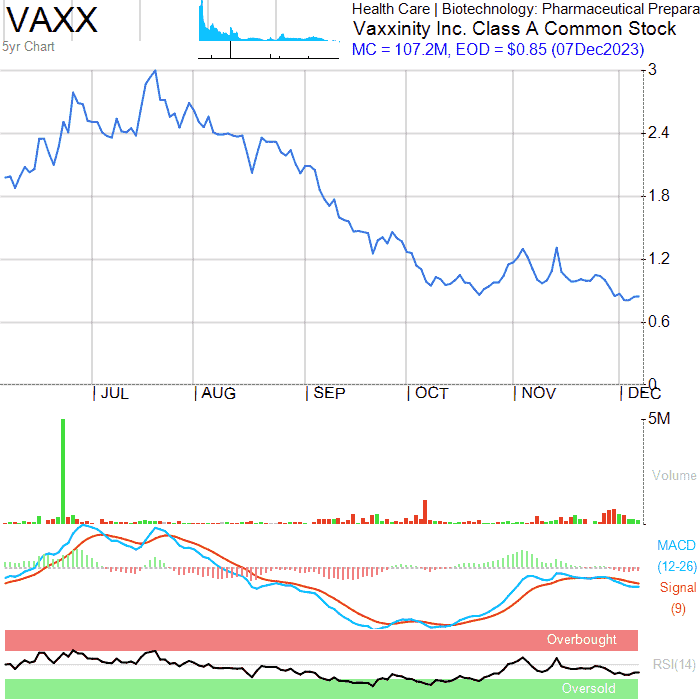 VAXX
5yr Chart
Health Care | Biotechnology: Pharmaceutical Prepara
Vaxxinity Inc. Class A Common Stock
MC = 107.2M, EOD = $0.85 (07Dec2023)
3
2.4
1.8
1.2
0.6
0
JUL AUG SEP OCT NOV DEC
5M
Volume
MACD
(12-26)
Signal
(9)
Overbought
RSI(14)
Oversold